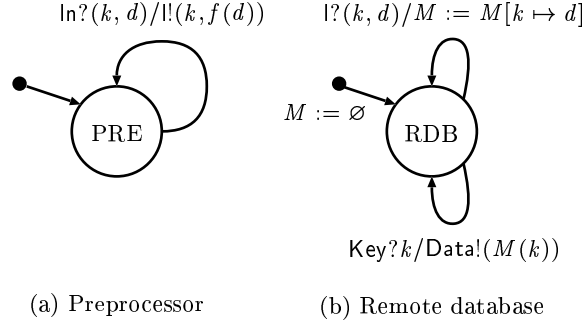 In?(k, d)/I!(k, f(d))
I?(k, d)/M := M[k ↦ d]
PRE
M := ∅
RDB
Key?k/Data!(M(k))
(a) Preprocessor
(b) Remote database